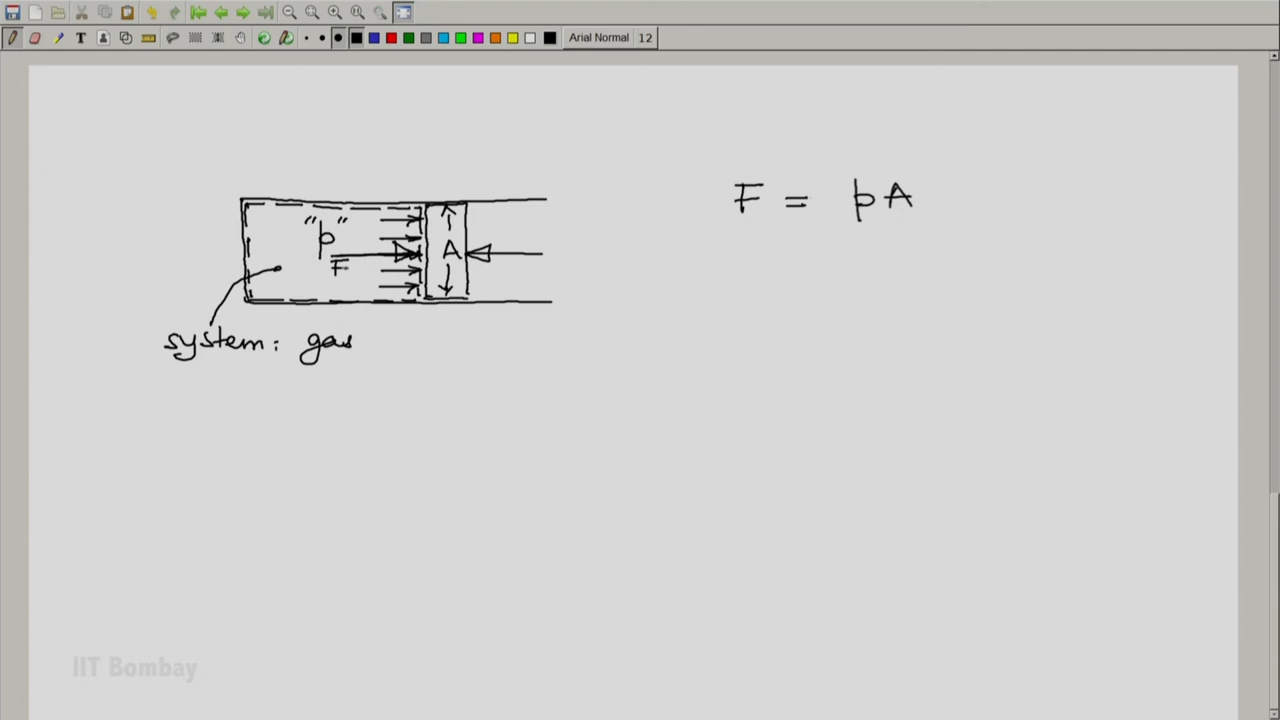 Arial Normal 12
F = pA
"p"
A
F
system: gas
IIT Bombay